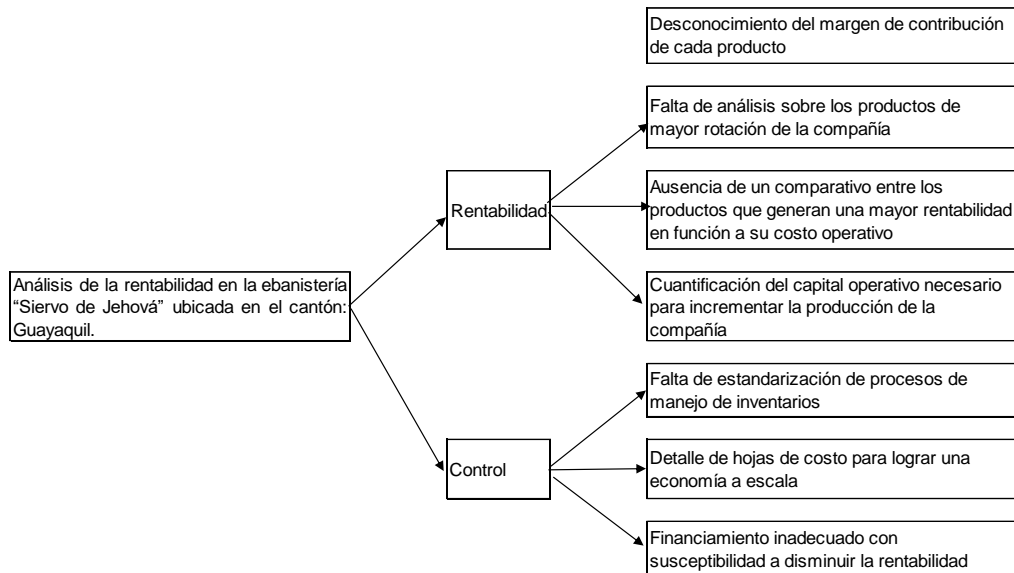 Desconocimiento del margen de contribución
de cada producto
Falta de análisis sobre los productos de
mayor rotación de la compañía
Rentabilidad
Ausencia de un comparativo entre los
productos que generan una mayor rentabilidad
en función a su costo operativo
Análisis de la rentabilidad en la ebanistería
“Siervo de Jehová” ubicada en el cantón:
Guayaquil.
Cuantificación del capital operativo necesario
para incrementar la producción de la
compañía
Falta de estandarización de procesos de
manejo de inventarios
Control
Detalle de hojas de costo para lograr una
economía a escala
Financiamiento inadecuado con
susceptibilidad a disminuir la rentabilidad